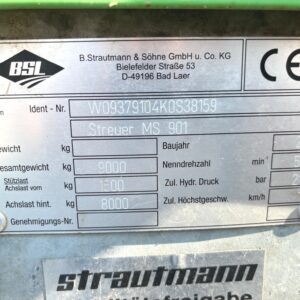 BSL
B.Strautmann & Söhne GmbH u. Co. KG
Bielefelder Straße 53
D-49196 Bad Laer
CE
Ident - Nr. W09379104K0S38159
Streuer MS 901
ewicht kg Baujahr
esamtgewicht kg 9000 Nenndrehzahl
Stützlast
Achslast vorn kg Zul. Hydr. Druck bar
Achslast hint. kg 8000 Zul. Höchstgeschw. km/h
Genehmigungs-Nr.
strautmann